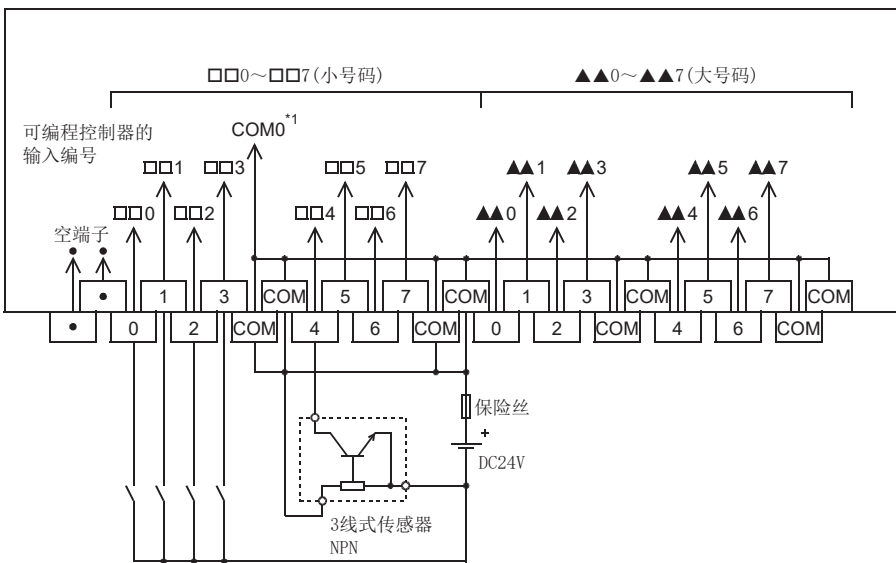 □□0～□□7(小号码)
▲▲0～▲▲7(大号码)
可编程控制器的
输入编号
COM0*1
□□1
□□3
□□5
□□7
▲▲1
▲▲3
▲▲5
▲▲7
□□0
□□2
□□4
□□6
▲▲0
▲▲2
▲▲4
▲▲6
空端子
1
3
COM
5
7
COM
1
3
COM
5
7
COM
0
2
COM
4
6
COM
0
2
COM
4
6
COM
保险丝
+
DC24V
3线式传感器
NPN